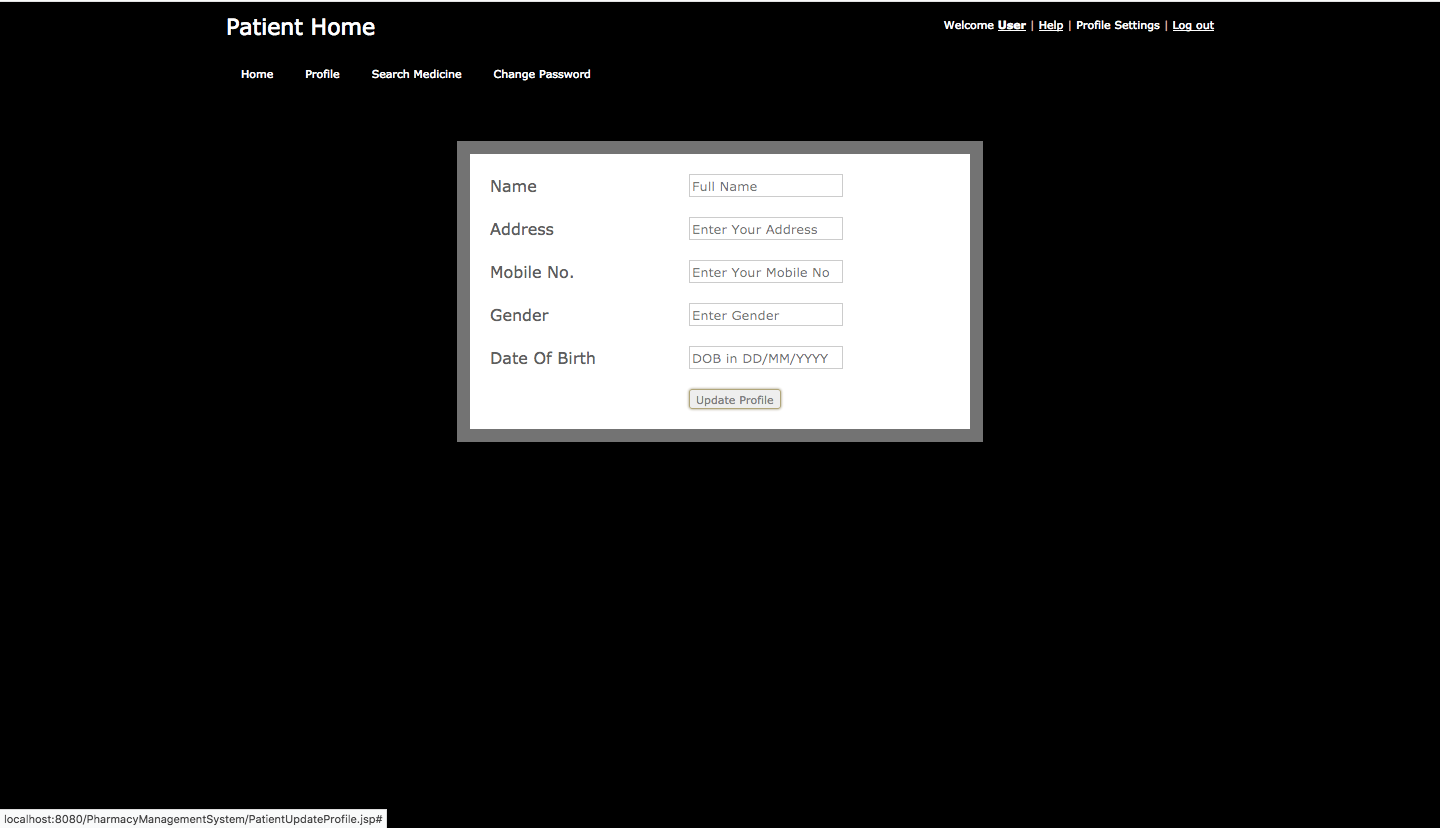 Patient Home
Welcome User | Help | Profile Settings | Log out
Home Profile Search Medicine Change Password
Name Full Name
Address Enter Your Address
Mobile No. Enter Your Mobile No
Gender Enter Gender
Date Of Birth DOB in DD/MM/YYYY
Update Profile
localhost:8080/PharmacyManagementSystem/PatientUpdateProfile.jsp#